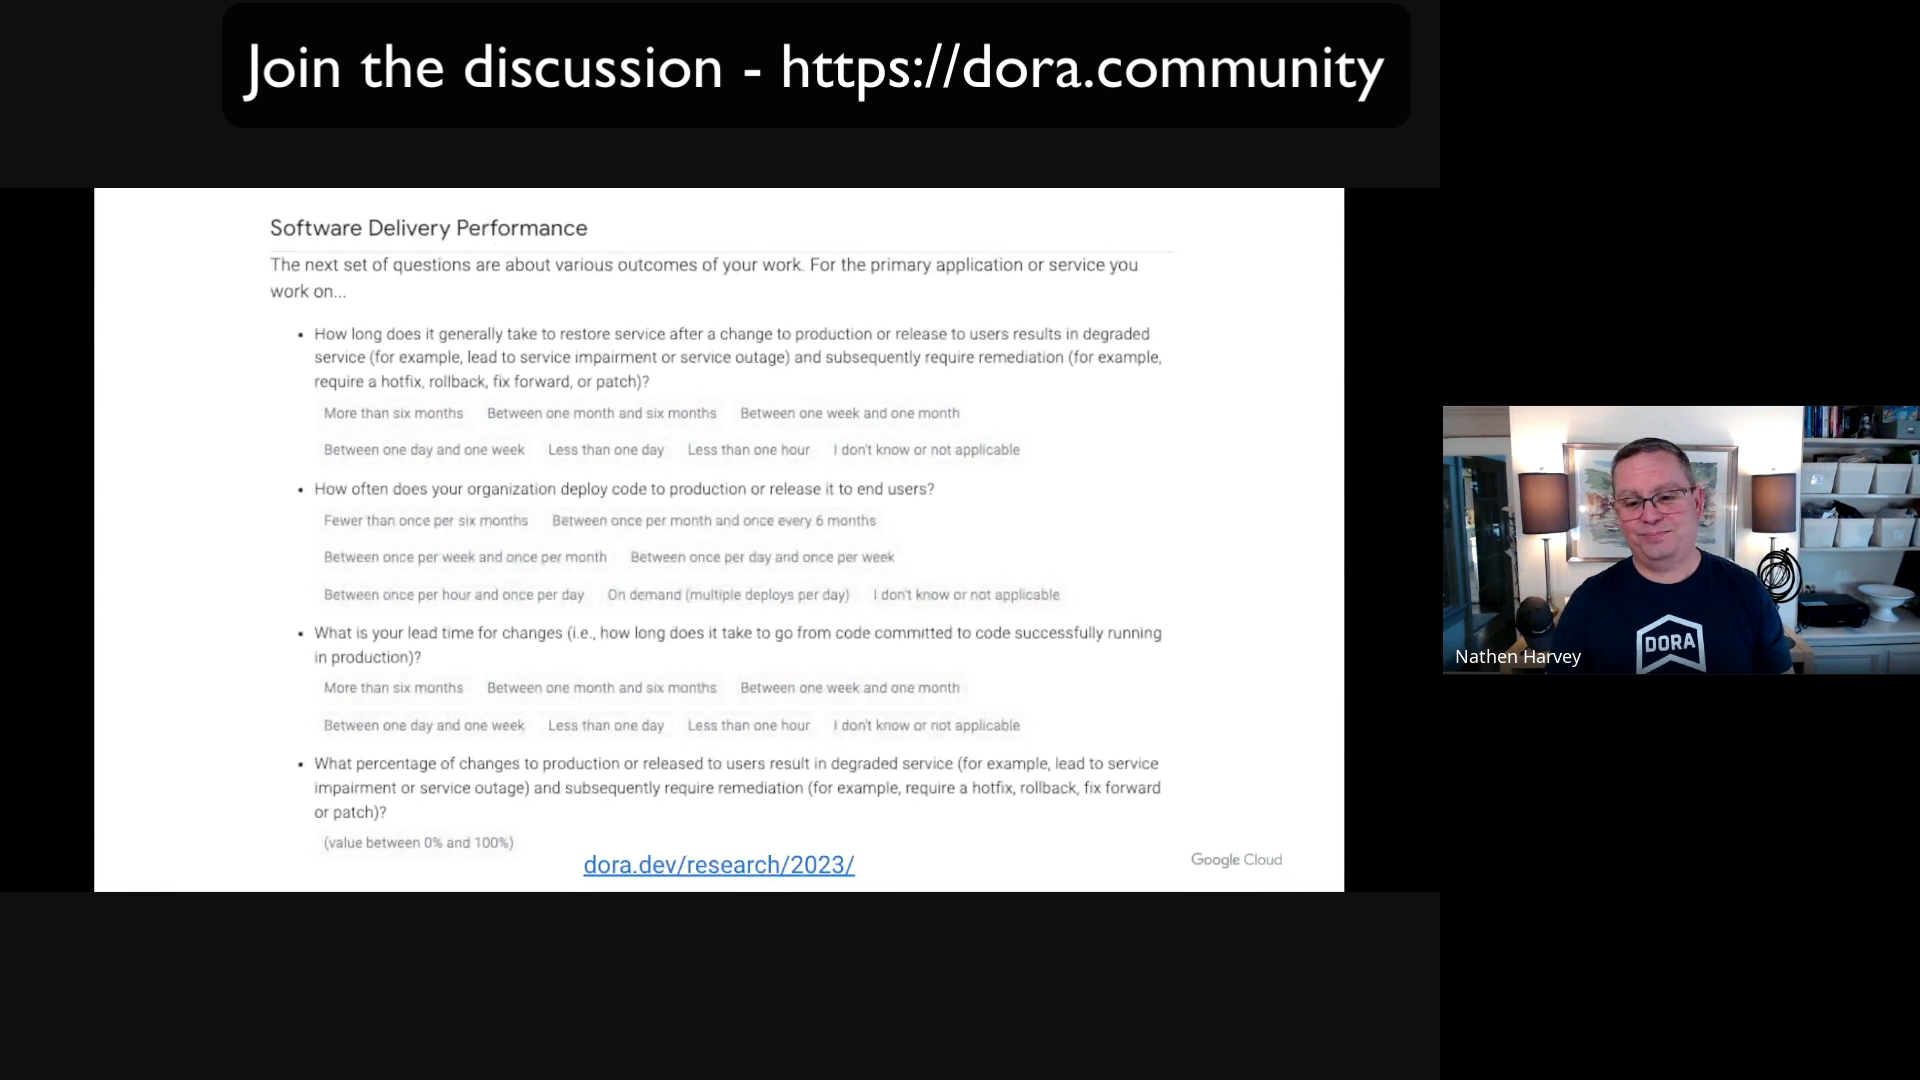 Join the discussion - https://dora.community
Software Delivery Performance
The next set of questions are about various outcomes of your work. For the primary application or service you
work on...
• How long does it generally take to restore service after a change to production or release to users results in degraded
service (for example, lead to service impairment or service outage) and subsequently require remediation (for example,
require a hotfix, rollback, fix forward, or patch)?
More than six months Between one month and six months Between one week and one month
Between one day and one week Less than one day Less than one hour I don't know or not applicable
• How often does your organization deploy code to production or release it to end users?
Fewer than once per six months Between once per month and once every 6 months
Between once per week and once per month Between once per day and once per week
Between once per hour and once per day On demand (multiple deploys per day) I don't know or not applicable
• What is your lead time for changes (i.e., how long does it take to go from code committed to code successfully running
in production)?
More than six months Between one month and six months Between one week and one month
Between one day and one week Less than one day Less than one hour I don't know or not applicable
• What percentage of changes to production or released to users result in degraded service (for example, lead to service
impairment or service outage) and subsequently require remediation (for example, require a hotfix, rollback, fix forward
or patch)?
(value between 0% and 100%)
dora.dev/research/2023/
Google Cloud
DORA
Nathen Harvey